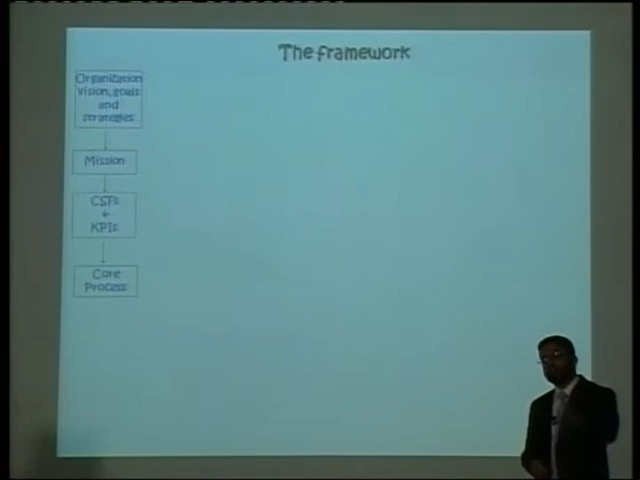 The framework
Organization
vision, goals
and
strategies
Mission
CSFs
+
KPIs
Core
Process